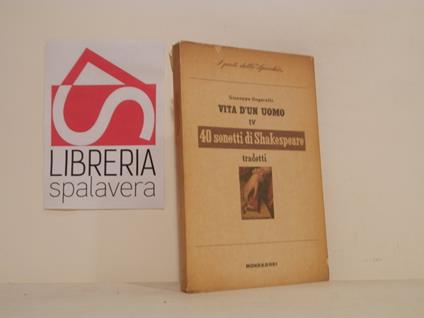 LIBRERIA
spalavera
I poeti dello Specchio
Giuseppe Ungaretti
VITA D'UN UOMO
IV
40 sonetti di Shakespeare
tradotti
MONDADORI